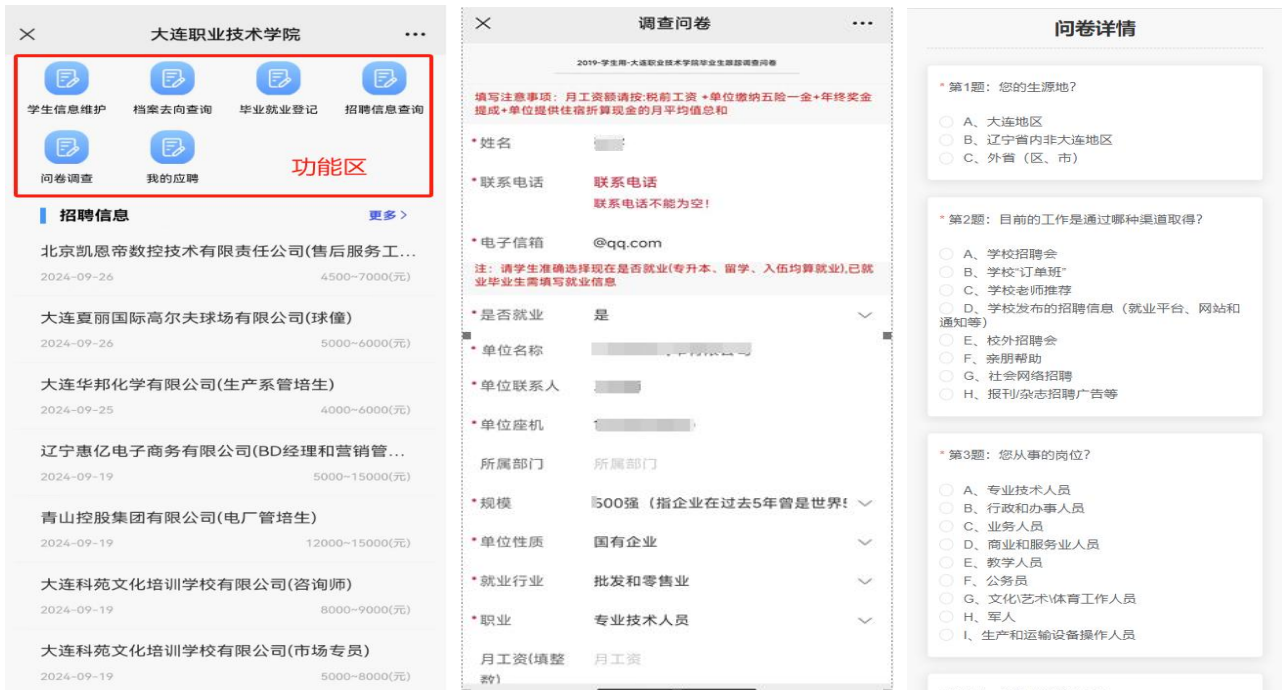 大连职业技术学院
学生信息维护
档案去向查询
毕业就业登记
招聘信息查询
问卷调查
我的应聘
功能区
招聘信息
更多>
北京凯恩帝数控技术有限责任公司(售后服务工...
2024-09-26
4500~7000(元)
大连夏丽国际高尔夫球场有限公司(球僮)
2024-09-26
5000~6000(元)
大连华邦化学有限公司(生产系管培生)
2024-09-25
4000~6000(元)
辽宁惠亿电子商务有限公司(BD经理和营销管...
2024-09-19
5000~15000(元)
青山控股集团有限公司(电厂管培生)
2024-09-19
12000~15000(元)
大连科苑文化培训学校有限公司(咨询师)
2024-09-19
8000~9000(元)
大连科苑文化培训学校有限公司(市场专员)
2024-09-19
5000~8000(元)
调查问卷
2019-学生用-大连职业技术学院毕业生跟踪调查问卷
填写注意事项：月工资额请按:税前工资 +单位缴纳五险一金+年终奖金
提成+单位提供住宿折算现金的月平均值总和
*姓名
*联系电话
联系电话
联系电话不能为空！
*电子信箱
@qq.com
注：请学生准确选择现在是否就业(专升本、留学、入伍均算就业),已就
业毕业生需填写就业信息
*是否就业
是
*单位名称
*单位联系人
*单位座机
所属部门
所属部门
*规模
500强（指企业在过去5年曾是世界5
*单位性质
国有企业
*就业行业
批发和零售业
*职业
专业技术人员
月工资(填整
数)
月工资
问卷详情
*第1题：您的生源地?
A、大连地区
B、辽宁省内非大连地区
C、外省（区、市）
*第2题：目前的工作是通过哪种渠道取得?
A、学校招聘会
B、学校“订单班”
C、学校老师推荐
D、学校发布的招聘信息（就业平台、网站和
通知等）
E、校外招聘会
F、亲朋帮助
G、社会网络招聘
H、报刊/杂志招聘广告等
*第3题：您从事的岗位?
A、专业技术人员
B、行政和办事人员
C、业务人员
D、商业和服务业人员
E、教学人员
F、公务员
G、文化\艺术\体育工作人员
H、军人
I、生产和运输设备操作人员